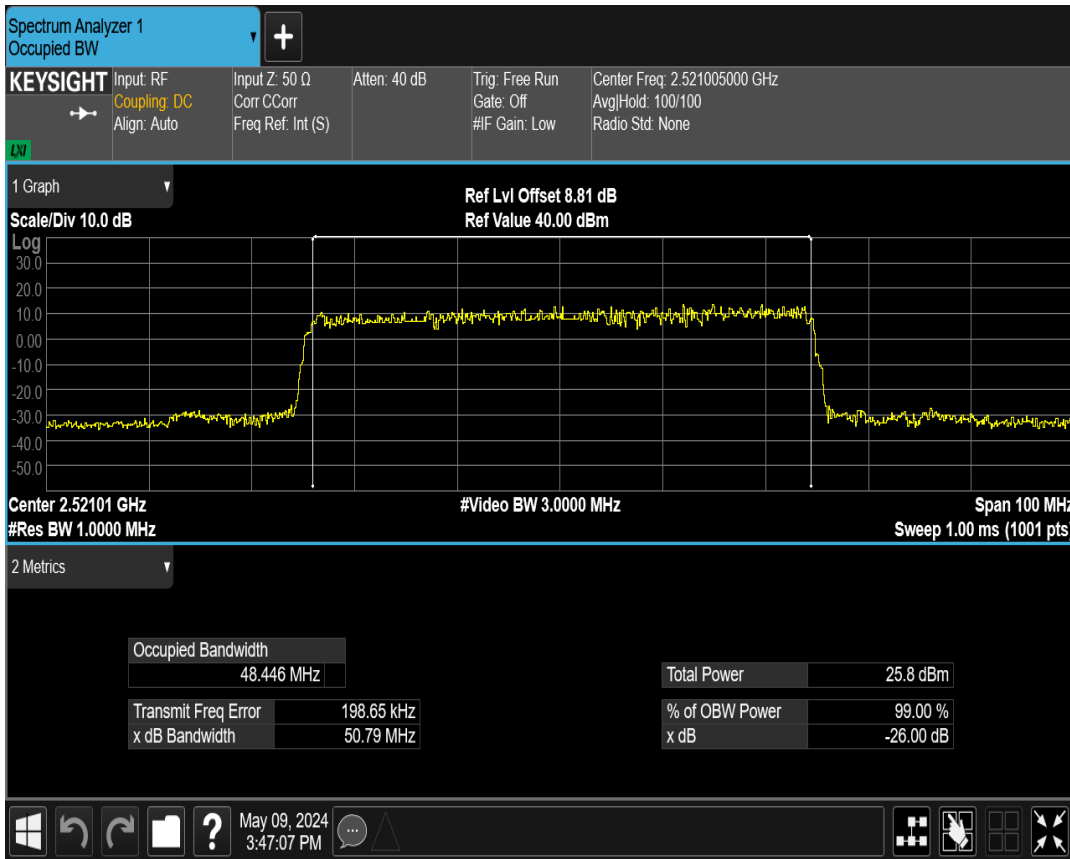 Spectrum Analyzer 1
Occupied BW
+
KEYSIGHT
LXI
Input: RF
Coupling: DC
Align: Auto
Input Z: 50 Ω
Corr CCorr
Freq Ref: Int (S)
Atten: 40 dB
Trig: Free Run
Gate: Off
#IF Gain: Low
Center Freq: 2.521005000 GHz
Avg|Hold: 100/100
Radio Std: None
1 Graph
Scale/Div 10.0 dB
Ref Lvl Offset 8.81 dB
Ref Value 40.00 dBm
Log
30.0
20.0
10.0
0.00
-10.0
-20.0
-30.0
-40.0
-50.0
Center 2.52101 GHz
#Video BW 3.0000 MHz
Span 100 MHz
#Res BW 1.0000 MHz
Sweep 1.00 ms (1001 pts)
2 Metrics
Occupied Bandwidth
48.446 MHz
Total Power 25.8 dBm
Transmit Freq Error 198.65 kHz
% of OBW Power 99.00 %
x dB Bandwidth 50.79 MHz
x dB -26.00 dB
?
May 09, 2024
3:47:07 PM